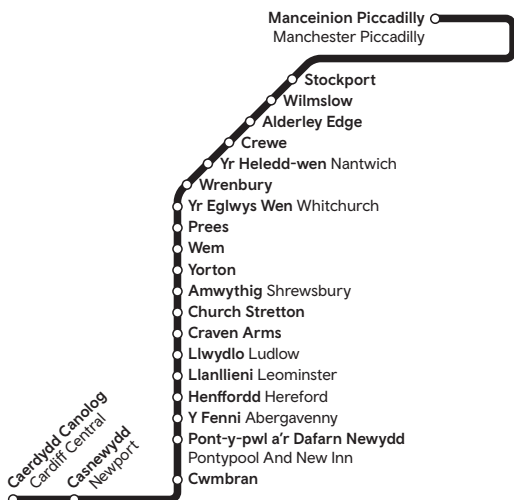 Manceinion Piccadilly
Manchester Piccadilly
Stockport
Wilmslow
Alderley Edge
Crewe
Yr Heledd-wen Nantwich
Wrenbury
Yr Eglwys Wen Whitchurch
Prees
Wem
Yorton
Amwythig Shrewsbury
Church Stretton
Craven Arms
Llwydlo Ludlow
Llanllieni Leominster
Henffordd Hereford
Y Fenni Abergavenny
Pont-y-pwl a'r Dafarn Newydd
Pontypool And New Inn
Cwmbran
Casnewydd
Newport
Caerdydd Canolog
Cardiff Central